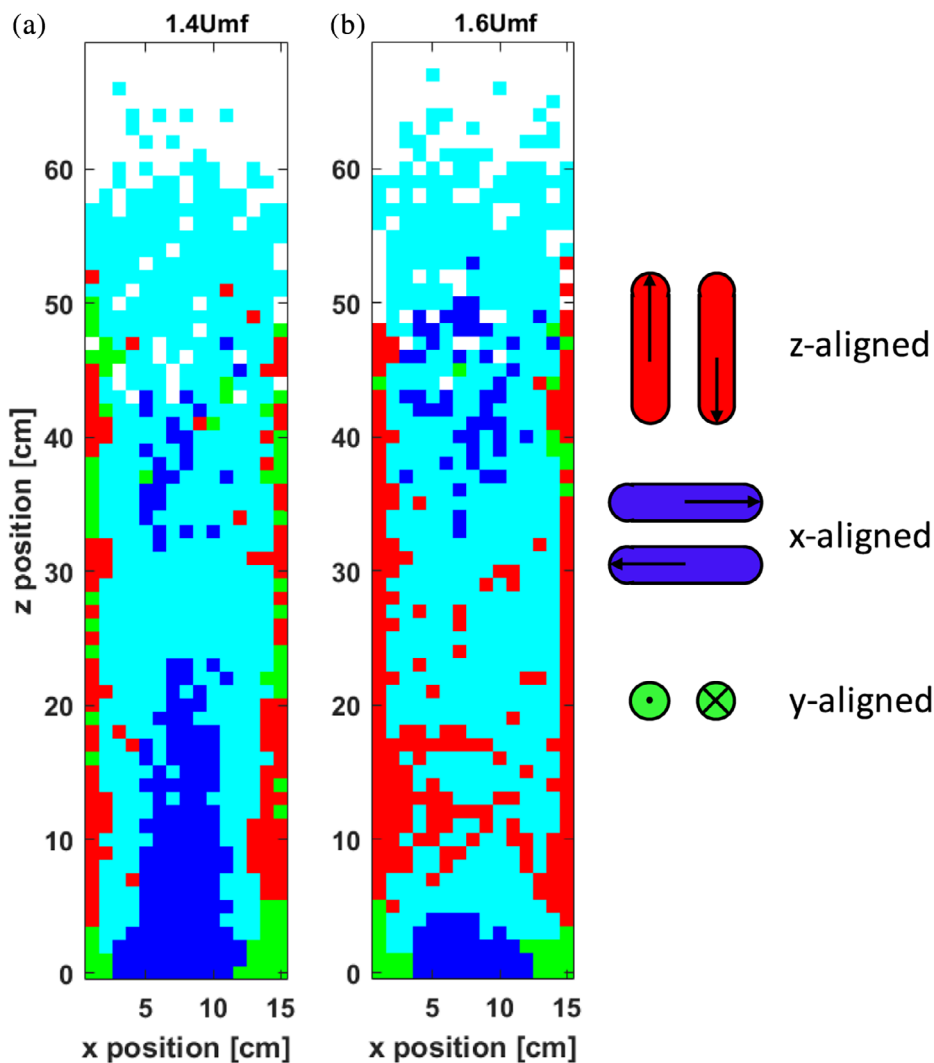 (a) 1.4Umf
(b) 1.6Umf
z position [cm]
60
50
40
30
20
10
0
5 10 15
x position [cm]
60
50
40
30
20
10
0
5 10 15
x position [cm]
z-aligned
x-aligned
y-aligned